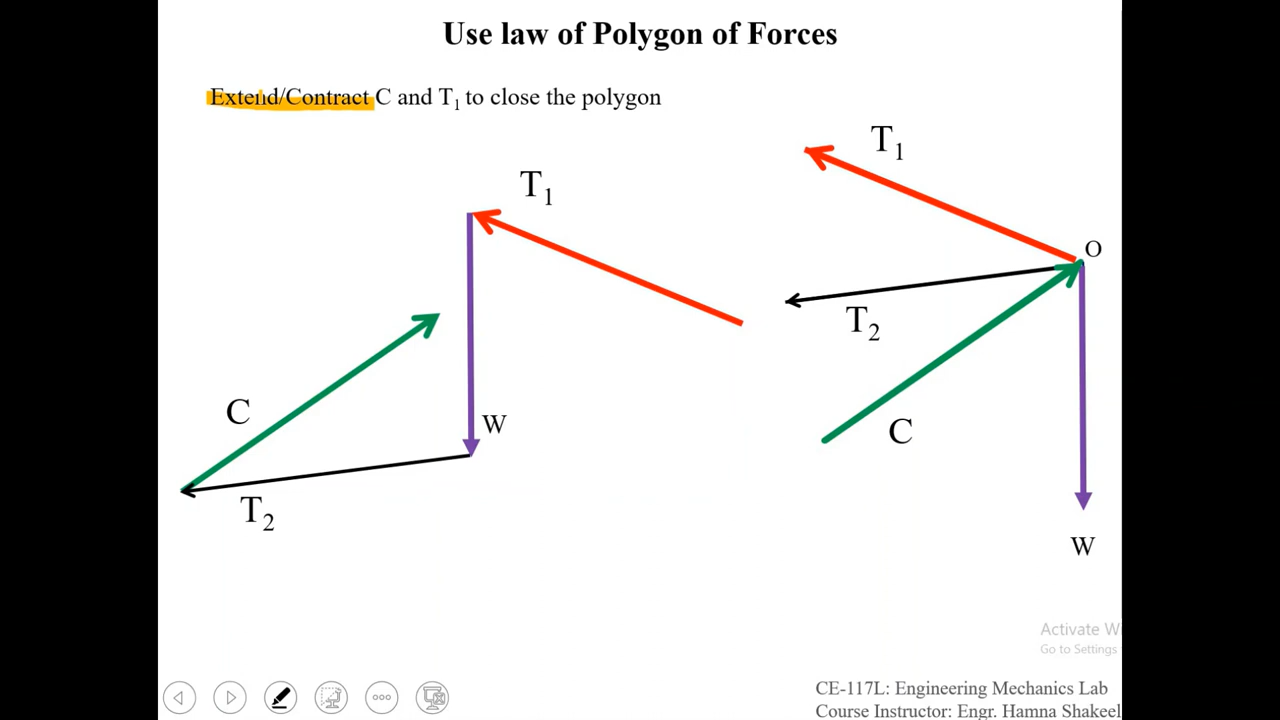 Use law of Polygon of Forces
Extend/Contract C and T₁ to close the polygon
T₁
T₁
O
T₂
C
W
C
T₂
W
Activate Wi
Go to Settings
CE-117L: Engineering Mechanics Lab
Course Instructor: Engr. Hamna Shakeel